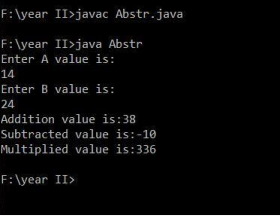 F:\year II>javac Abstr.java
F:\year II>java Abstr
Enter A value is:
14
Enter B value is:
24
Addition value is:38
Subtracted value is:-10
Multiplied value is:336
F:\year II>